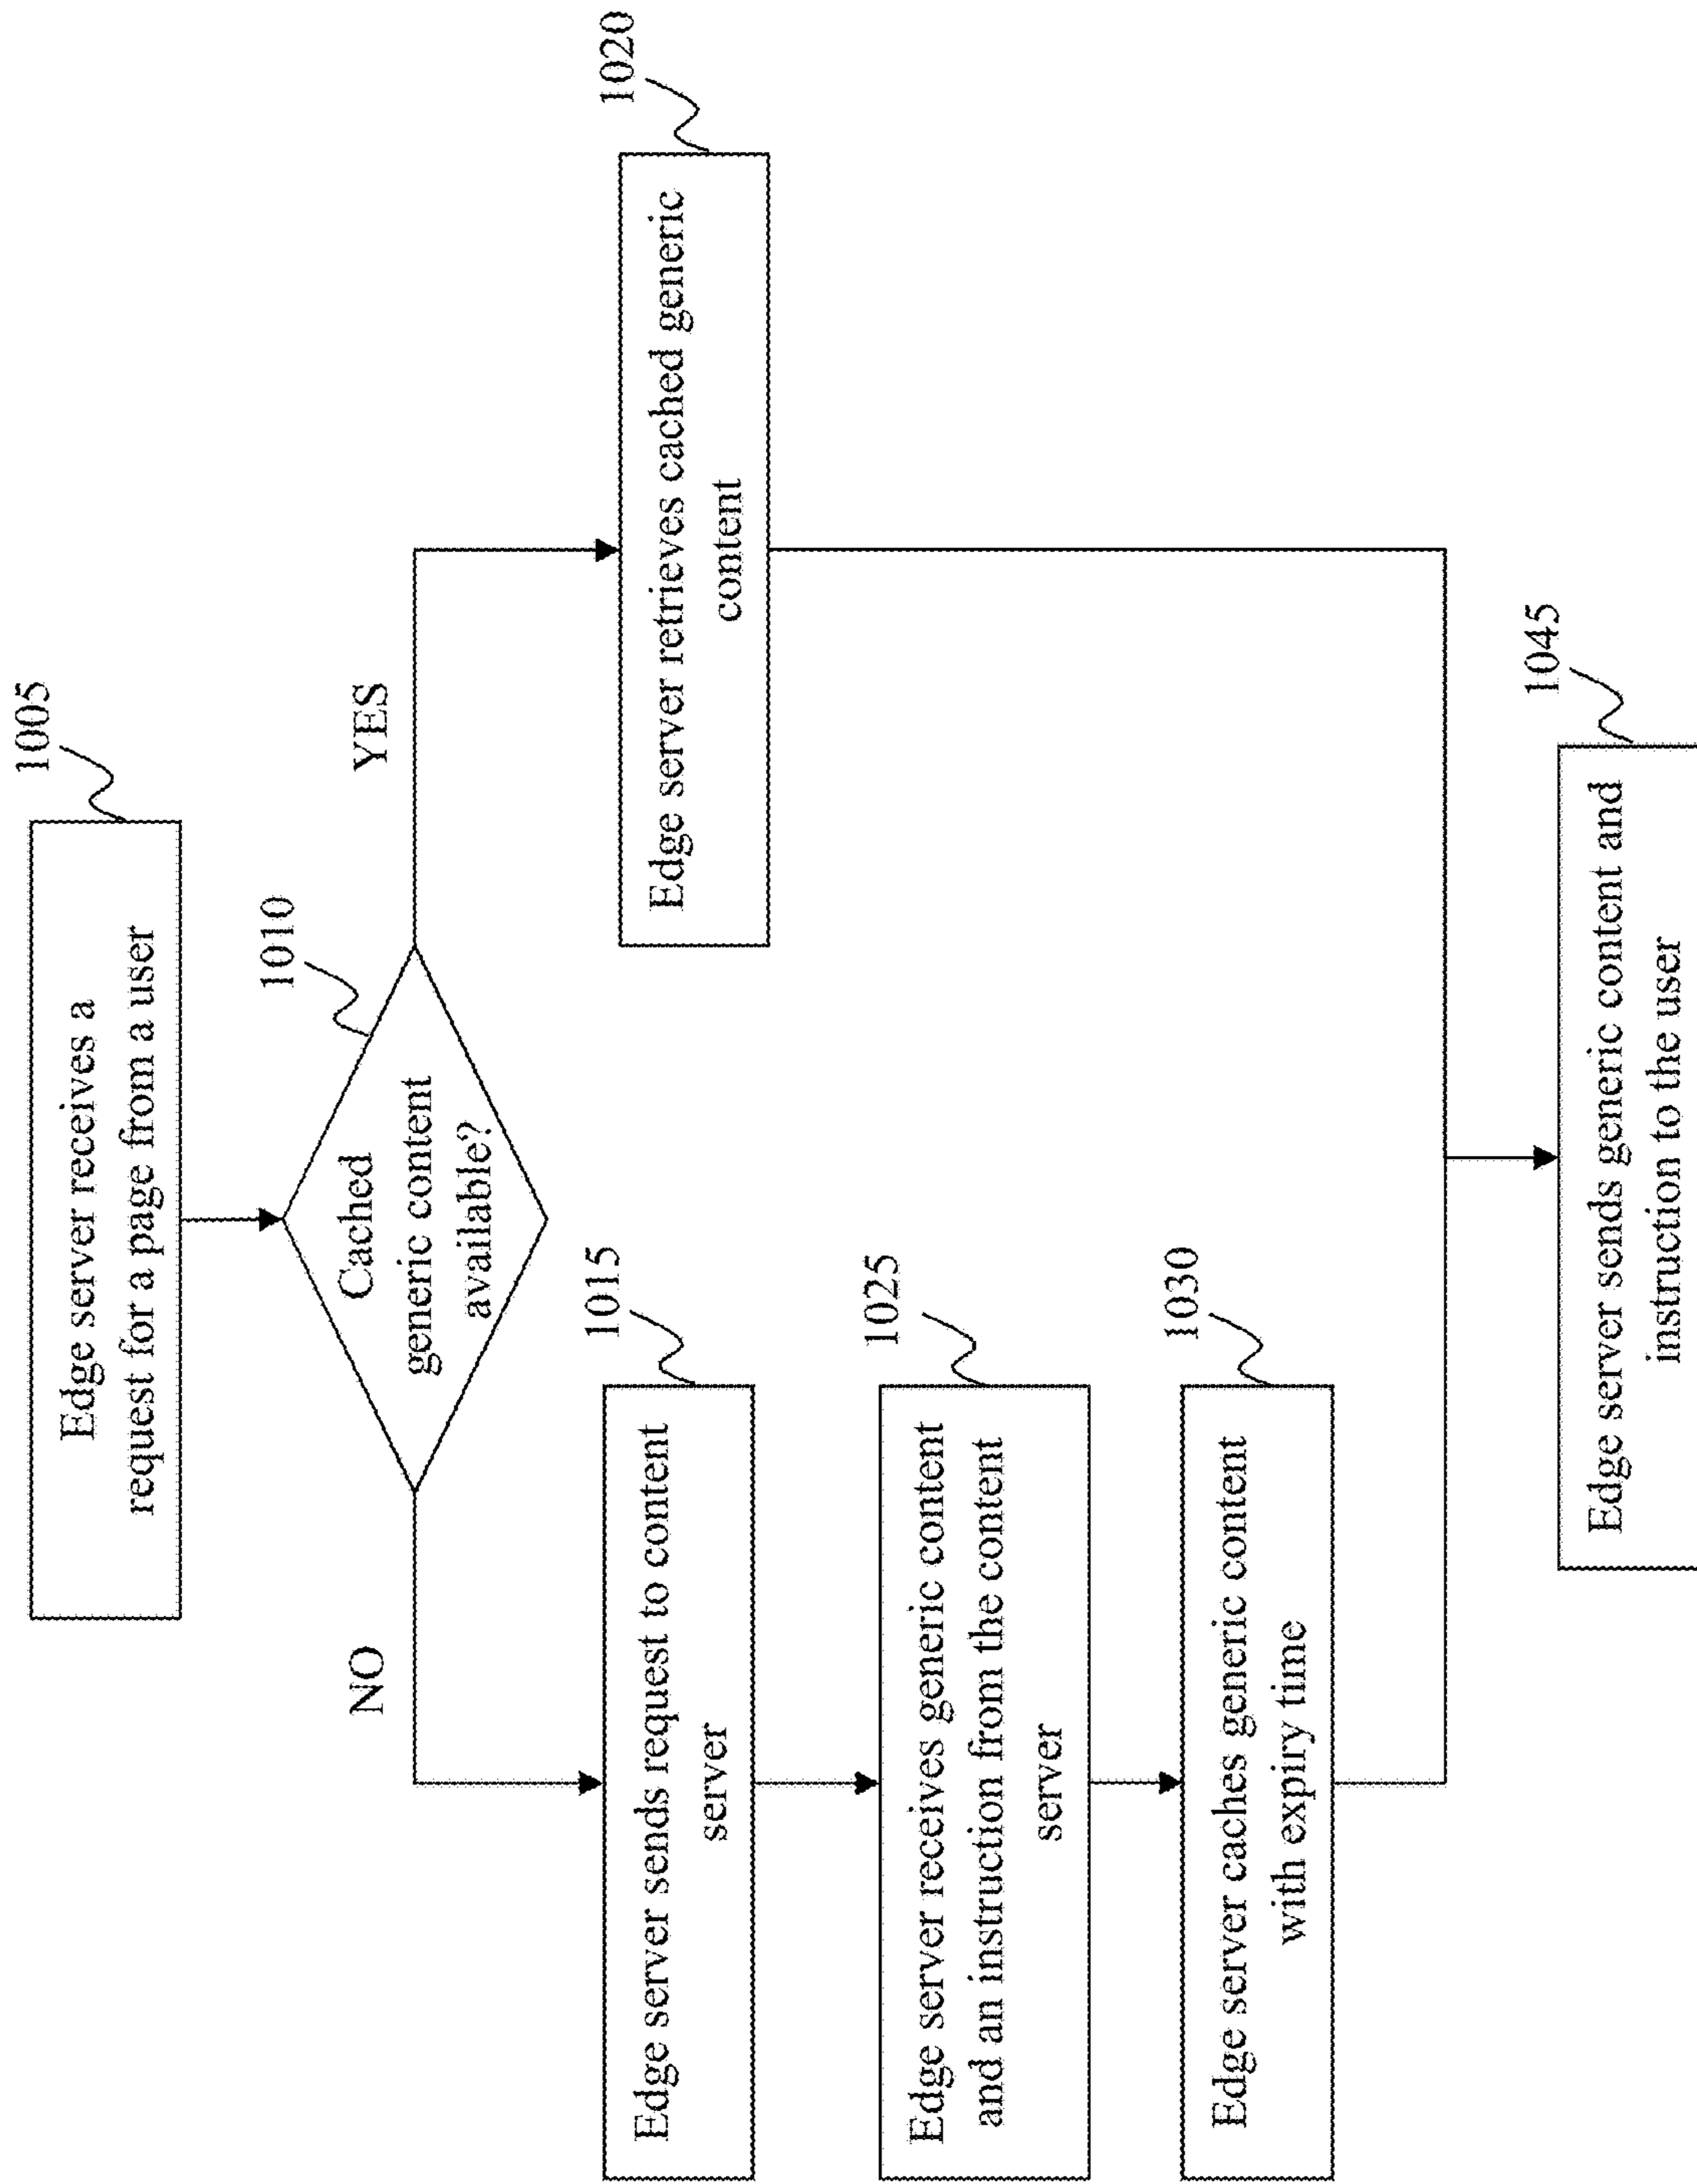 1005
Edge server receives a
request for a page from a user
1010
Cached
generic content
available?
NO
YES
1015
Edge server sends request to content
server
1020
Edge server retrieves cached generic
content
1025
Edge server receives generic content
and an instruction from the content
server
1030
Edge server caches generic content
with expiry time
1045
Edge server sends generic content and
instruction to the user